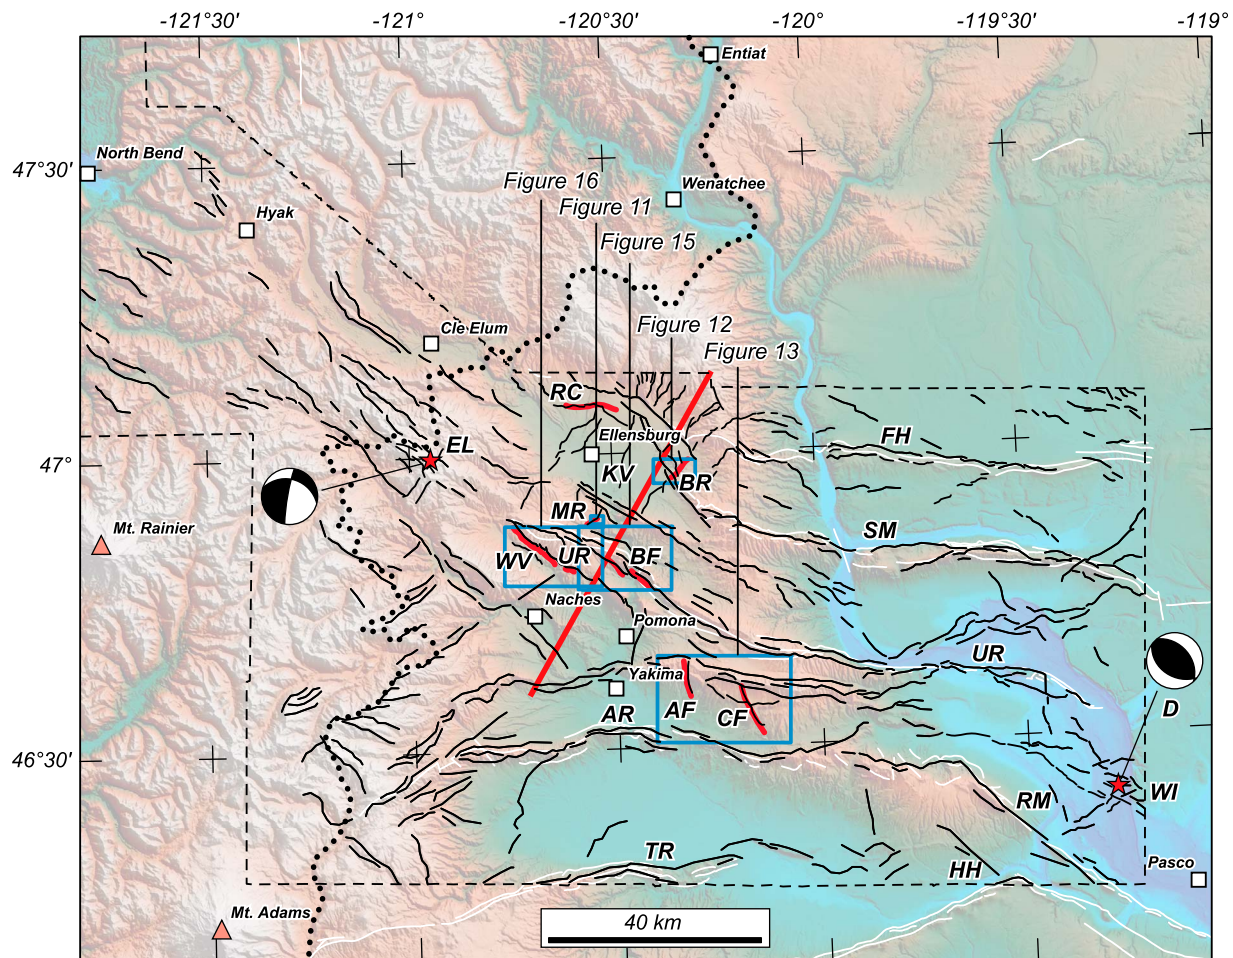 -121°30' -121° -120°30' -120° -119°30' -119°
Entiat
47°30'
North Bend
Figure 16
Wenatchee
Figure 11
Hyak
Figure 15
Cle Elum
Figure 12
Figure 13
RC
Ellensburg
FH
EL
47°
KV
BR
MR
Mt. Rainier
SM
WV
UR
BF
Naches
Pomona
UR
Yakima
AR
AF
CF
D
46°30'
RM
WI
TR
HH
Pasco
Mt. Adams
40 km